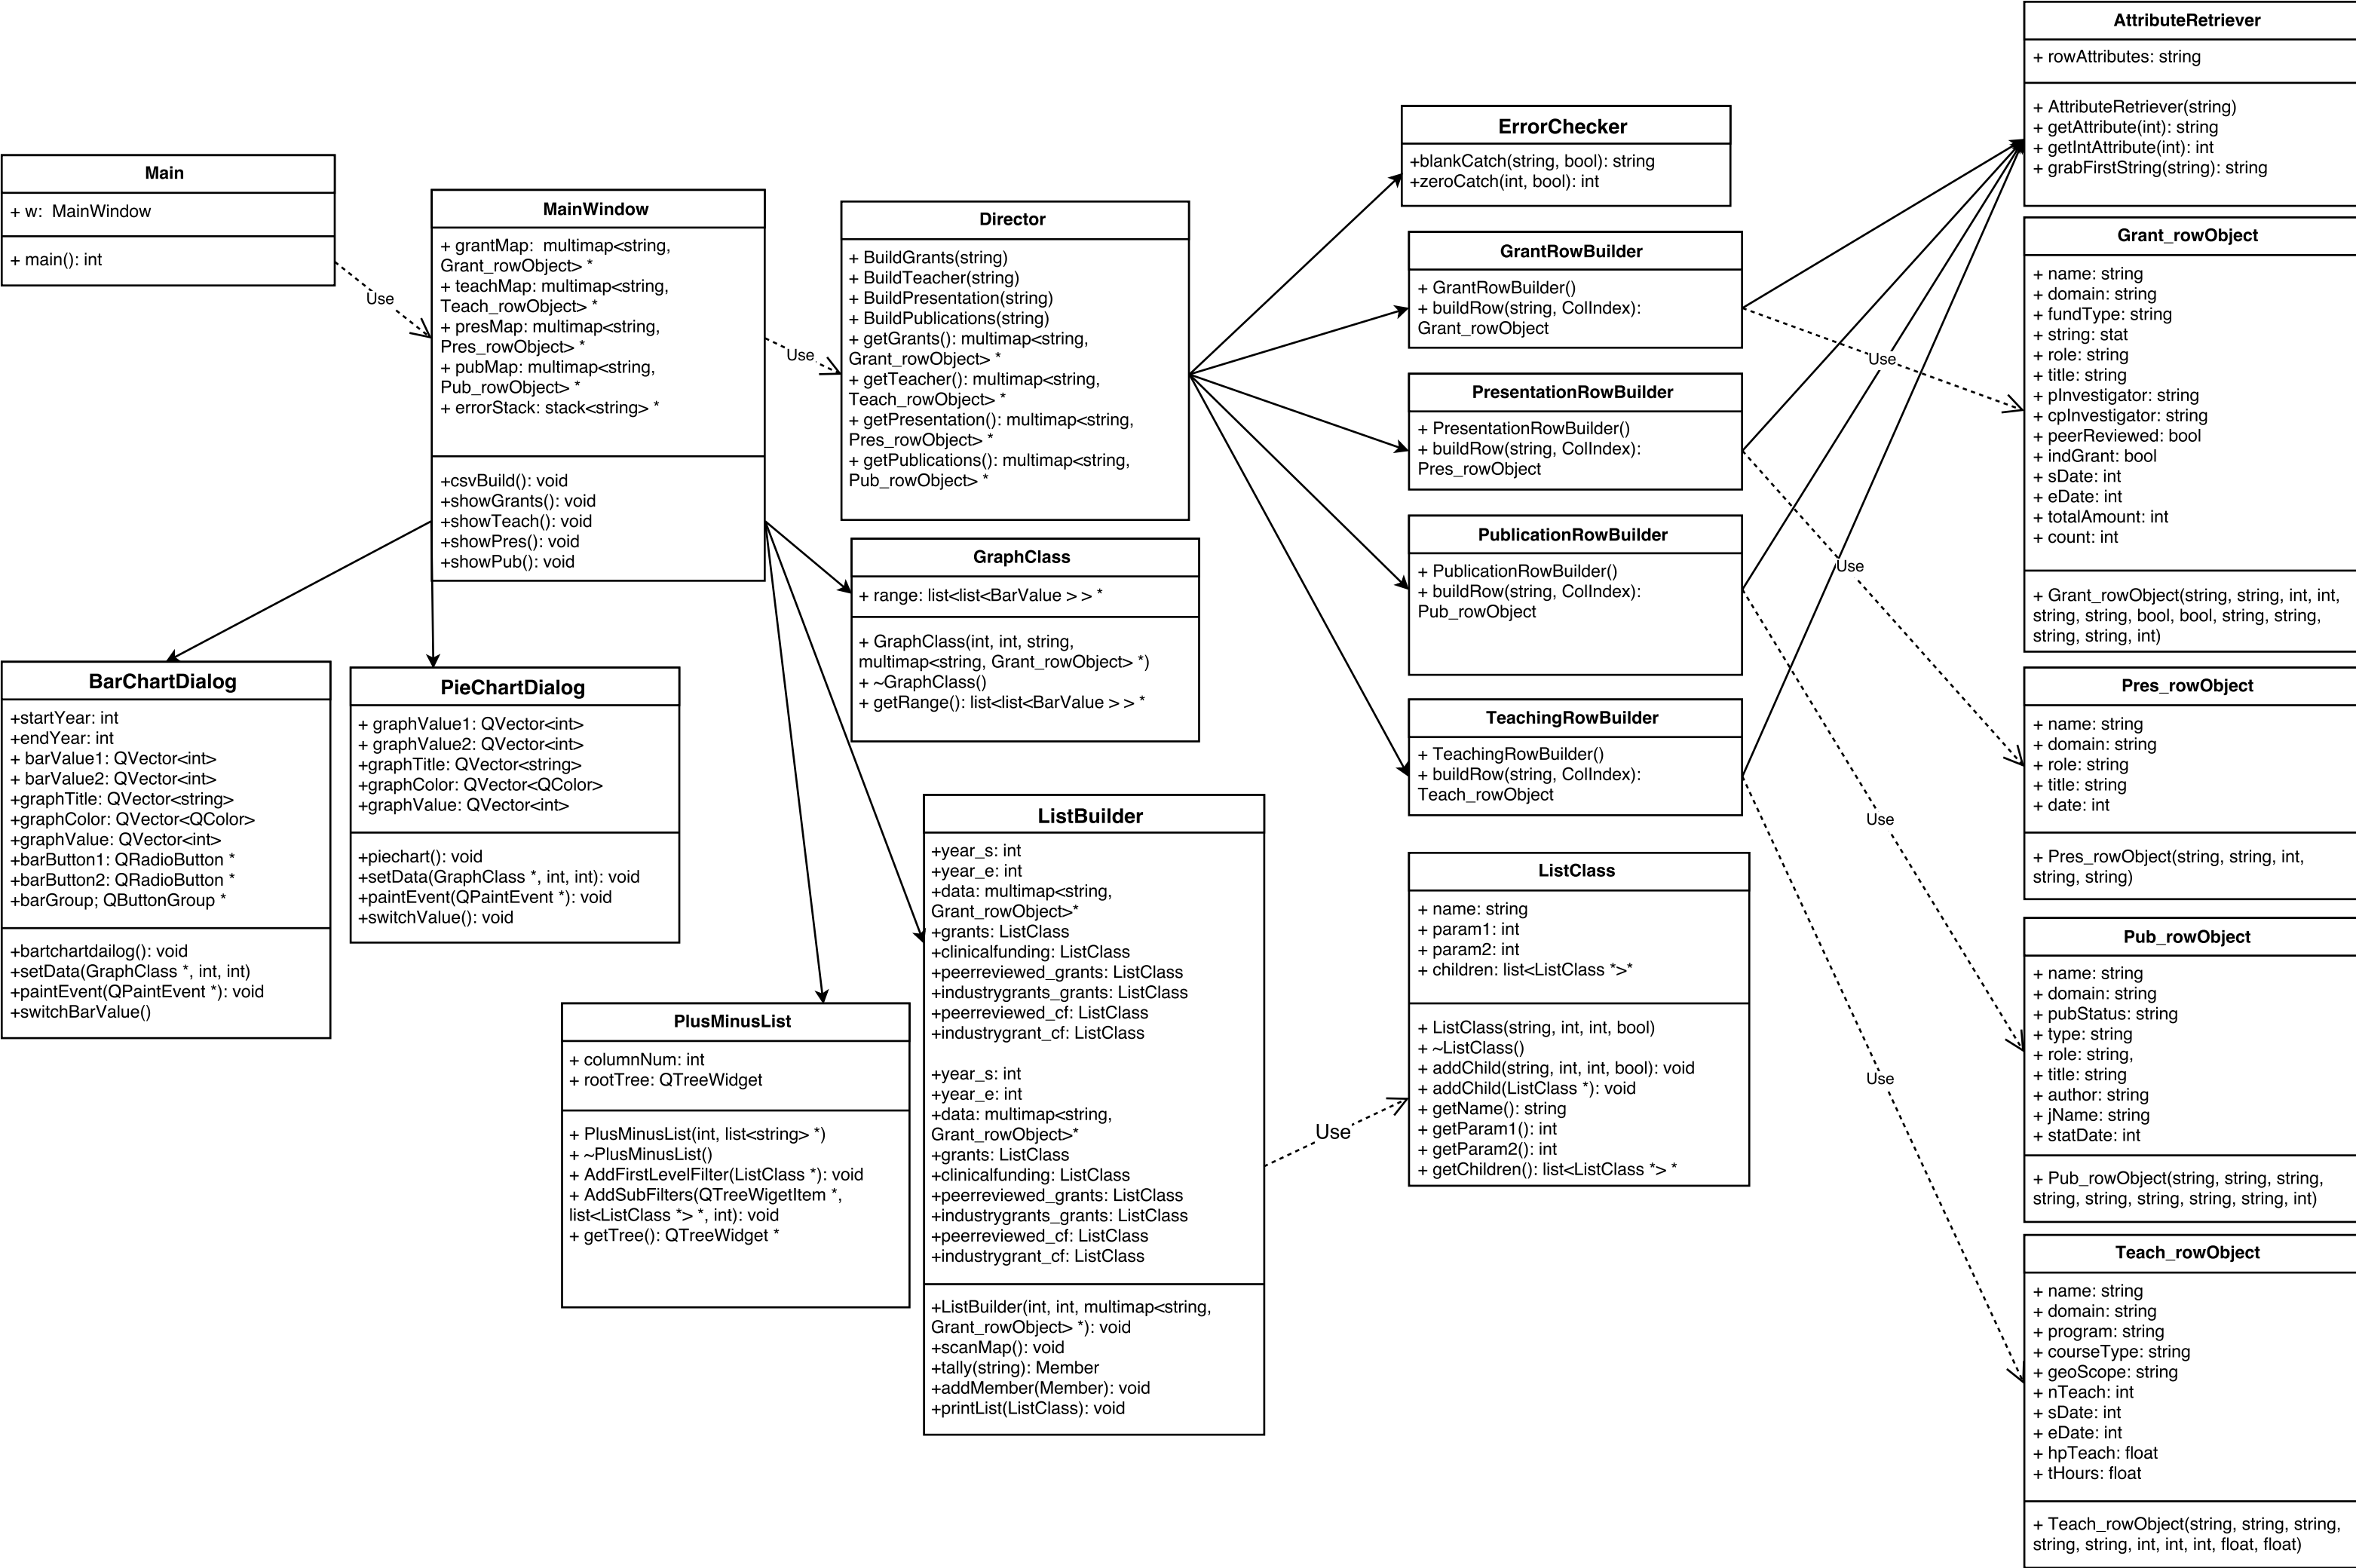 Main
+ w:  MainWindow
+ main(): int
Use
MainWindow
+ grantMap:  multimap<string,
Grant_rowObject> *
+ teachMap: multimap<string,
Teach_rowObject> *
+ presMap: multimap<string,
Pres_rowObject> *
+ pubMap: multimap<string,
Pub_rowObject> *
+ errorStack: stack<string> *
+csvBuild(): void
+showGrants(): void
+showTeach(): void
+showPres(): void
+showPub(): void
Use
Director
+ BuildGrants(string)
+ BuildTeacher(string)
+ BuildPresentation(string)
+ BuildPublications(string)
+ getGrants(): multimap<string,
Grant_rowObject> *
+ getTeacher(): multimap<string,
Teach_rowObject> *
+ getPresentation(): multimap<string,
Pres_rowObject> *
+ getPublications(): multimap<string,
Pub_rowObject> *
BarChartDialog
+startYear: int
+endYear: int
+ barValue1: QVector<int>
+ barValue2: QVector<int>
+graphTitle: QVector<string>
+graphColor: QVector<QColor>
+graphValue: QVector<int>
+barButton1: QRadioButton *
+barButton2: QRadioButton *
+barGroup; QButtonGroup *
+bartchartdailog(): void
+setData(GraphClass *, int, int)
+paintEvent(QPaintEvent *): void
+switchBarValue()
PieChartDialog
+ graphValue1: QVector<int>
+ graphValue2: QVector<int>
+graphTitle: QVector<string>
+graphColor: QVector<QColor>
+graphValue: QVector<int>
+piechart(): void
+setData(GraphClass *, int, int): void
+paintEvent(QPaintEvent *): void
+switchValue(): void
GraphClass
+ range: list<list<BarValue > > *
+ GraphClass(int, int, string,
multimap<string, Grant_rowObject> *)
+ ~GraphClass()
+ getRange(): list<list<BarValue > > *
PlusMinusList
+ columnNum: int
+ rootTree: QTreeWidget
+ PlusMinusList(int, list<string> *)
+ ~PlusMinusList()
+ AddFirstLevelFilter(ListClass *): void
+ AddSubFilters(QTreeWigetItem *,
list<ListClass *> *, int): void
+ getTree(): QTreeWidget *
ListBuilder
+year_s: int
+year_e: int
+data: multimap<string,
Grant_rowObject>*
+grants: ListClass
+clinicalfunding: ListClass
+peerreviewed_grants: ListClass
+industrygrants_grants: ListClass
+peerreviewed_cf: ListClass
+industrygrant_cf: ListClass
+year_s: int
+year_e: int
+data: multimap<string,
Grant_rowObject>*
+grants: ListClass
+clinicalfunding: ListClass
+peerreviewed_grants: ListClass
+industrygrants_grants: ListClass
+peerreviewed_cf: ListClass
+industrygrant_cf: ListClass
+ListBuilder(int, int, multimap<string,
Grant_rowObject> *): void
+scanMap(): void
+tally(string): Member
+addMember(Member): void
+printList(ListClass): void
Use
ErrorChecker
+blankCatch(string, bool): string
+zeroCatch(int, bool): int
GrantRowBuilder
+ GrantRowBuilder()
+ buildRow(string, ColIndex):
Grant_rowObject
PresentationRowBuilder
+ PresentationRowBuilder()
+ buildRow(string, ColIndex):
Pres_rowObject
PublicationRowBuilder
+ PublicationRowBuilder()
+ buildRow(string, ColIndex):
Pub_rowObject
TeachingRowBuilder
+ TeachingRowBuilder()
+ buildRow(string, ColIndex):
Teach_rowObject
ListClass
+ name: string
+ param1: int
+ param2: int
+ children: list<ListClass *>*
+ ListClass(string, int, int, bool)
+ ~ListClass()
+ addChild(string, int, int, bool): void
+ addChild(ListClass *): void
+ getName(): string
+ getParam1(): int
+ getParam2(): int
+ getChildren(): list<ListClass *> *
Use
Use
Use
Use
AttributeRetriever
+ rowAttributes: string
+ AttributeRetriever(string)
+ getAttribute(int): string
+ getIntAttribute(int): int
+ grabFirstString(string): string
Grant_rowObject
+ name: string
+ domain: string
+ fundType: string
+ string: stat
+ role: string
+ title: string
+ pInvestigator: string
+ cpInvestigator: string
+ peerReviewed: bool
+ indGrant: bool
+ sDate: int
+ eDate: int
+ totalAmount: int
+ count: int
+ Grant_rowObject(string, string, int, int,
string, string, bool, bool, string, string,
string, string, int)
Pres_rowObject
+ name: string
+ domain: string
+ role: string
+ title: string
+ date: int
+ Pres_rowObject(string, string, int,
string, string)
Pub_rowObject
+ name: string
+ domain: string
+ pubStatus: string
+ type: string
+ role: string,
+ title: string
+ author: string
+ jName: string
+ statDate: int
+ Pub_rowObject(string, string, string,
string, string, string, string, string, int)
Teach_rowObject
+ name: string
+ domain: string
+ program: string
+ courseType: string
+ geoScope: string
+ nTeach: int
+ sDate: int
+ eDate: int
+ hpTeach: float
+ tHours: float
+ Teach_rowObject(string, string, string,
string, string, int, int, int, float, float)